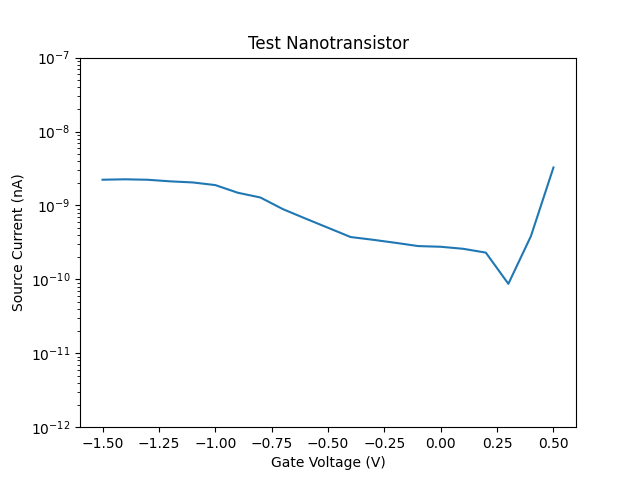 Test Nanotransistor
Source Current (nA)
10⁻⁷
10⁻⁸
10⁻⁹
10⁻¹⁰
10⁻¹¹
10⁻¹²
−1.50 −1.25 −1.00 −0.75 −0.50 −0.25 0.00 0.25 0.50
Gate Voltage (V)